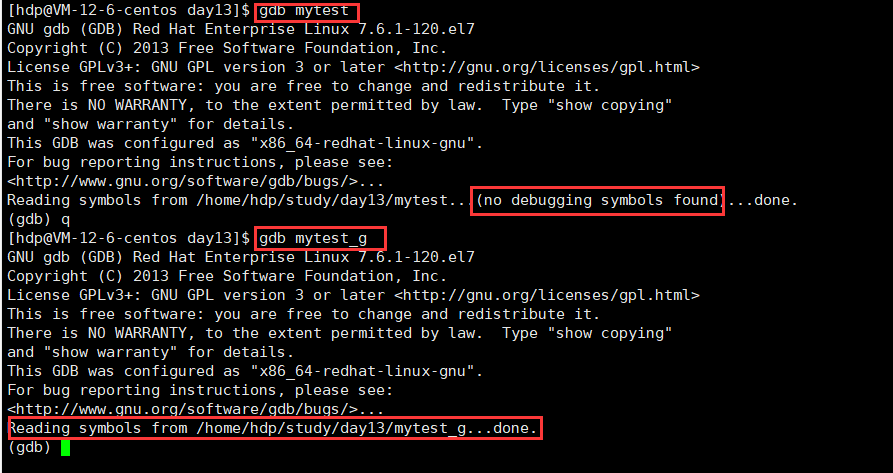 [hdp@VM-12-6-centos day13]$ gdb mytest
GNU gdb (GDB) Red Hat Enterprise Linux 7.6.1-120.el7
Copyright (C) 2013 Free Software Foundation, Inc.
License GPLv3+: GNU GPL version 3 or later <http://gnu.org/licenses/gpl.html>
This is free software: you are free to change and redistribute it.
There is NO WARRANTY, to the extent permitted by law.  Type "show copying"
and "show warranty" for details.
This GDB was configured as "x86_64-redhat-linux-gnu".
For bug reporting instructions, please see:
<http://www.gnu.org/software/gdb/bugs/>...
Reading symbols from /home/hdp/study/day13/mytest...(no debugging symbols found)...done.
(gdb) q
[hdp@VM-12-6-centos day13]$ gdb mytest_g
GNU gdb (GDB) Red Hat Enterprise Linux 7.6.1-120.el7
Copyright (C) 2013 Free Software Foundation, Inc.
License GPLv3+: GNU GPL version 3 or later <http://gnu.org/licenses/gpl.html>
This is free software: you are free to change and redistribute it.
There is NO WARRANTY, to the extent permitted by law.  Type "show copying"
and "show warranty" for details.
This GDB was configured as "x86_64-redhat-linux-gnu".
For bug reporting instructions, please see:
<http://www.gnu.org/software/gdb/bugs/>...
Reading symbols from /home/hdp/study/day13/mytest_g...done.
(gdb)